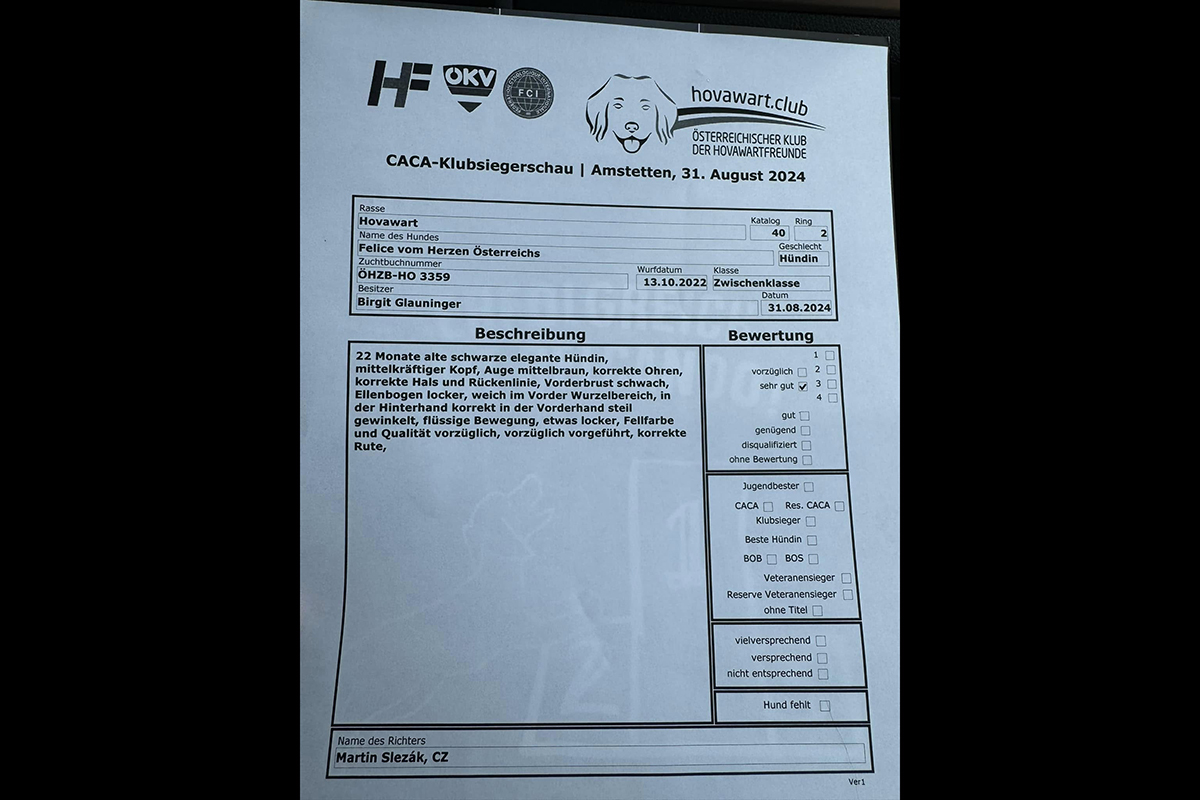 HF ÖKV FCI
hovawart.club
ÖSTERREICHISCHER KLUB
DER HOVAWARTFREUNDE
CACA-Klubsiegerschau | Amstetten, 31. August 2024
Rasse Katalog Ring
Hovawart 40 2
Name des Hundes Geschlecht
Felice vom Herzen Österreichs Hündin
Zuchtbuchnummer Wurfdatum Klasse
ÖHZB-HO 3359 13.10.2022 Zwischenklasse
Besitzer Datum
Birgit Glauninger 31.08.2024
Beschreibung
22 Monate alte schwarze elegante Hündin,
mittelkräftiger Kopf, Auge mittelbraun, korrekte Ohren,
korrekte Hals und Rückenlinie, Vorderbrust schwach,
Ellenbogen locker, weich im Vorder Wurzelbereich, in
der Hinterhand korrekt in der Vorderhand steil
gewinkelt, flüssige Bewegung, etwas locker, Fellfarbe
und Qualität vorzüglich, vorzüglich vorgeführt, korrekte
Rute,
Bewertung
1
vorzüglich 2
sehr gut 3
4
gut
genügend
disqualifiziert
ohne Bewertung
Jugendbester
CACA Res. CACA
Klubsieger
Beste Hündin
BOB BOS
Veteranensieger
Reserve Veteranensieger
ohne Titel
vielversprechend
versprechend
nicht entsprechend
Hund fehlt
Name des Richters
Martin Slezák, CZ
Ver1